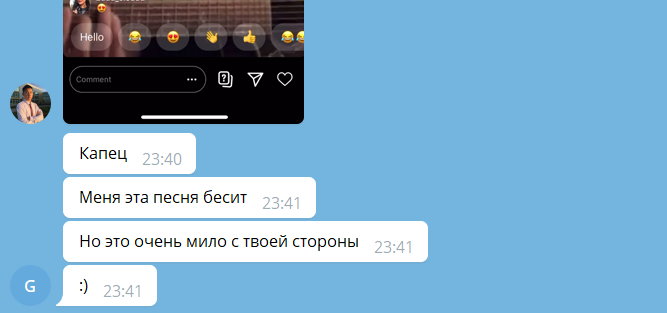 Hello
Comment
Капец 23:40
Меня эта песня бесит 23:41
Но это очень мило с твоей стороны 23:41
:) 23:41
G